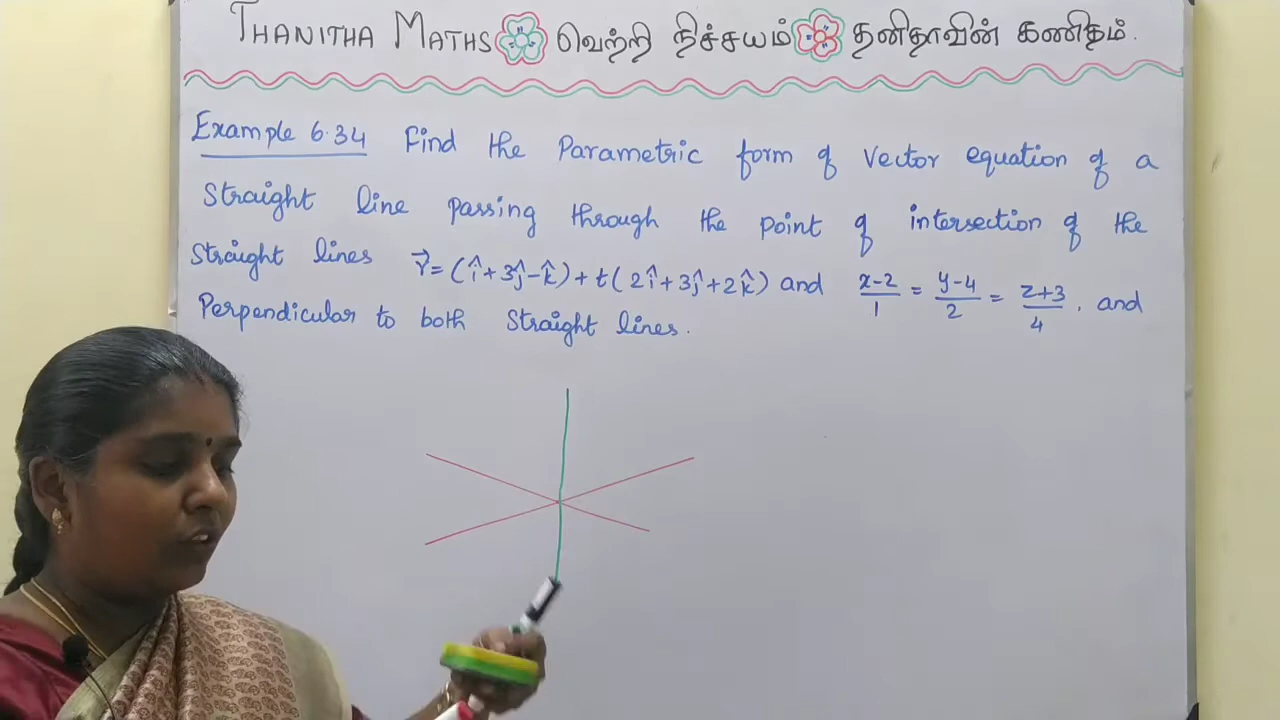 THANITHA MATHS வெற்றி நிச்சயம் தனிதாவின் கணிதம்.
Example 6.34 Find the Parametric form of Vector equation of a
Straight line passing through the point of intersection of the
Straight lines r⃗ = (î+3ĵ-k̂) + t(2î+3ĵ+2k̂) and x-2/1 = y-4/2 = z+3/4 , and
Perpendicular to both Straight lines.